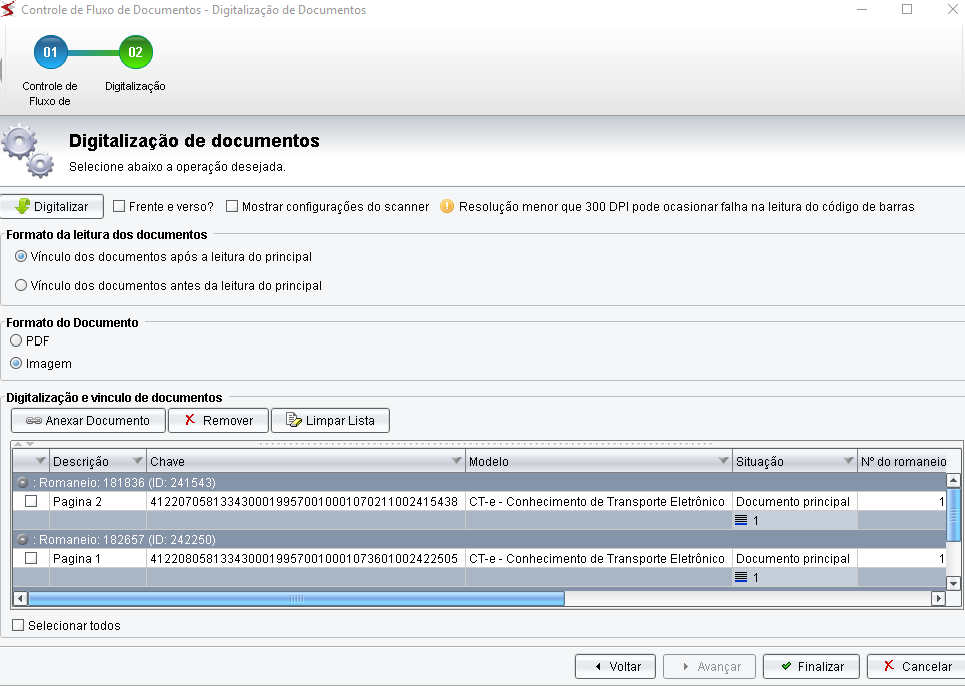 Controle de Fluxo de Documentos - Digitalização de Documentos
01
02
Controle de
Fluxo de
Digitalização
Digitalização de documentos
Selecione abaixo a operação desejada.
Digitalizar
Frente e verso?
Mostrar configurações do scanner
Resolução menor que 300 DPI pode ocasionar falha na leitura do código de barras
Formato da leitura dos documentos
Vínculo dos documentos após a leitura do principal
Vínculo dos documentos antes da leitura do principal
Formato do Documento
PDF
Imagem
Digitalização e vinculo de documentos
Anexar Documento
Remover
Limpar Lista
Descrição Chave Modelo Situação Nº do romaneio
: Romaneio: 181836 (ID: 241543)
Pagina 2 41220705813343000199570010001070211002415438 CT-e - Conhecimento de Transporte Eletrônico Documento principal 1
1
: Romaneio: 182657 (ID: 242250)
Pagina 1 41220805813343000199570010001073601002422505 CT-e - Conhecimento de Transporte Eletrônico Documento principal 1
1
Selecionar todos
Voltar
Avançar
Finalizar
Cancelar